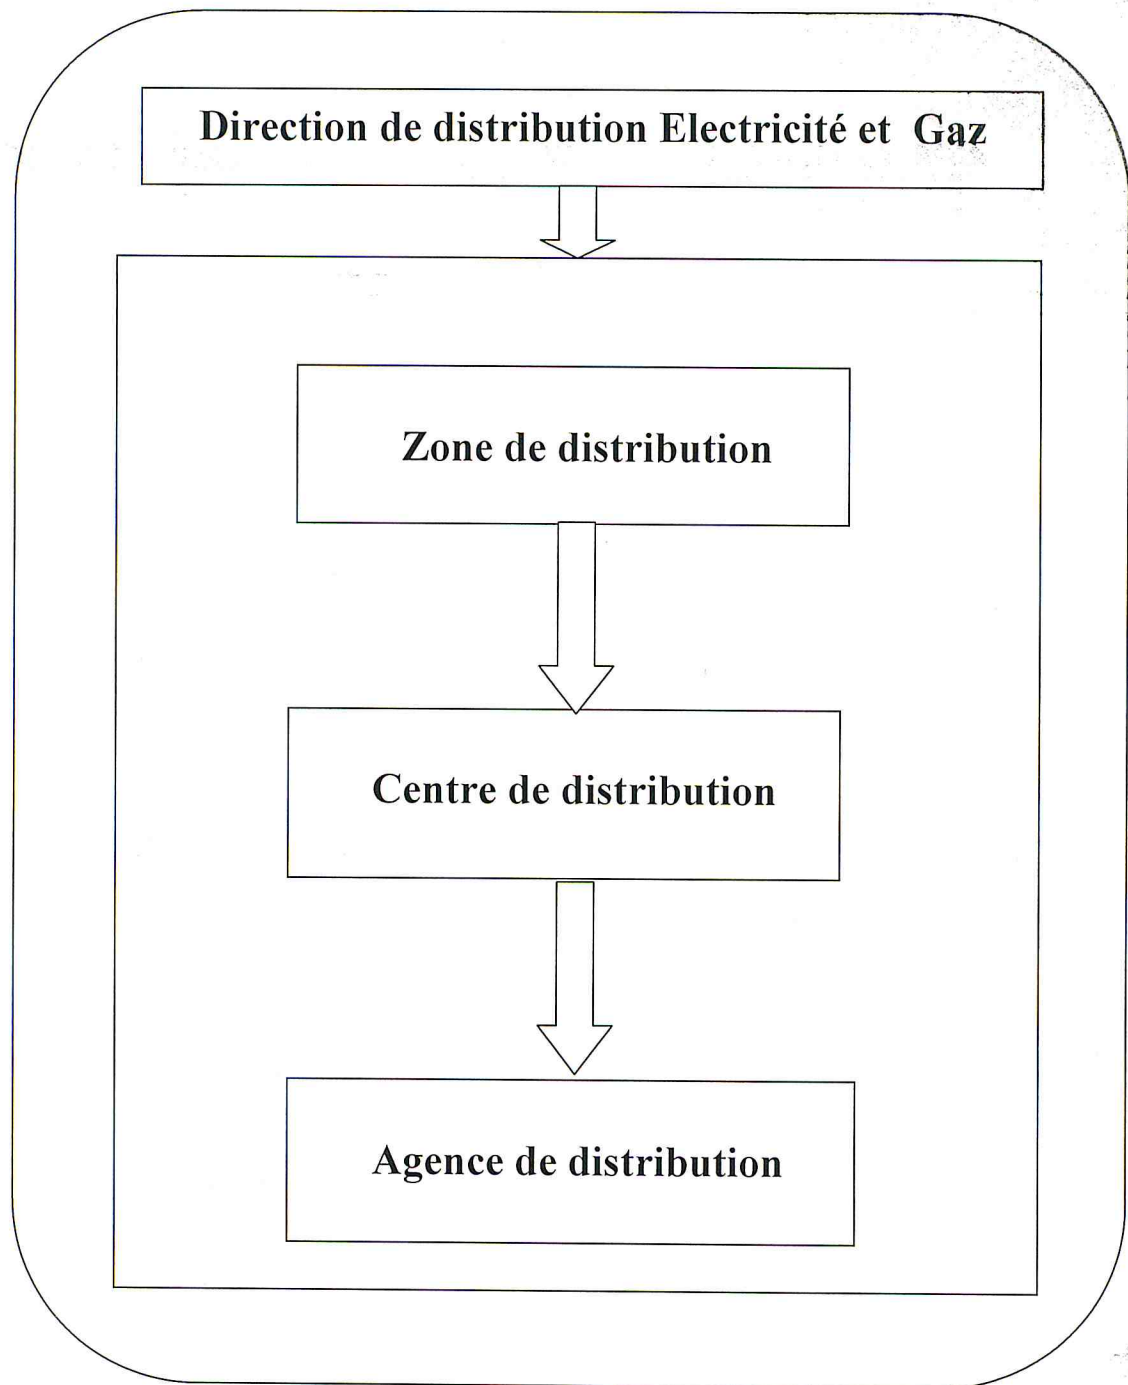 Direction de distribution Electricité et Gaz
Zone de distribution
Centre de distribution
Agence de distribution